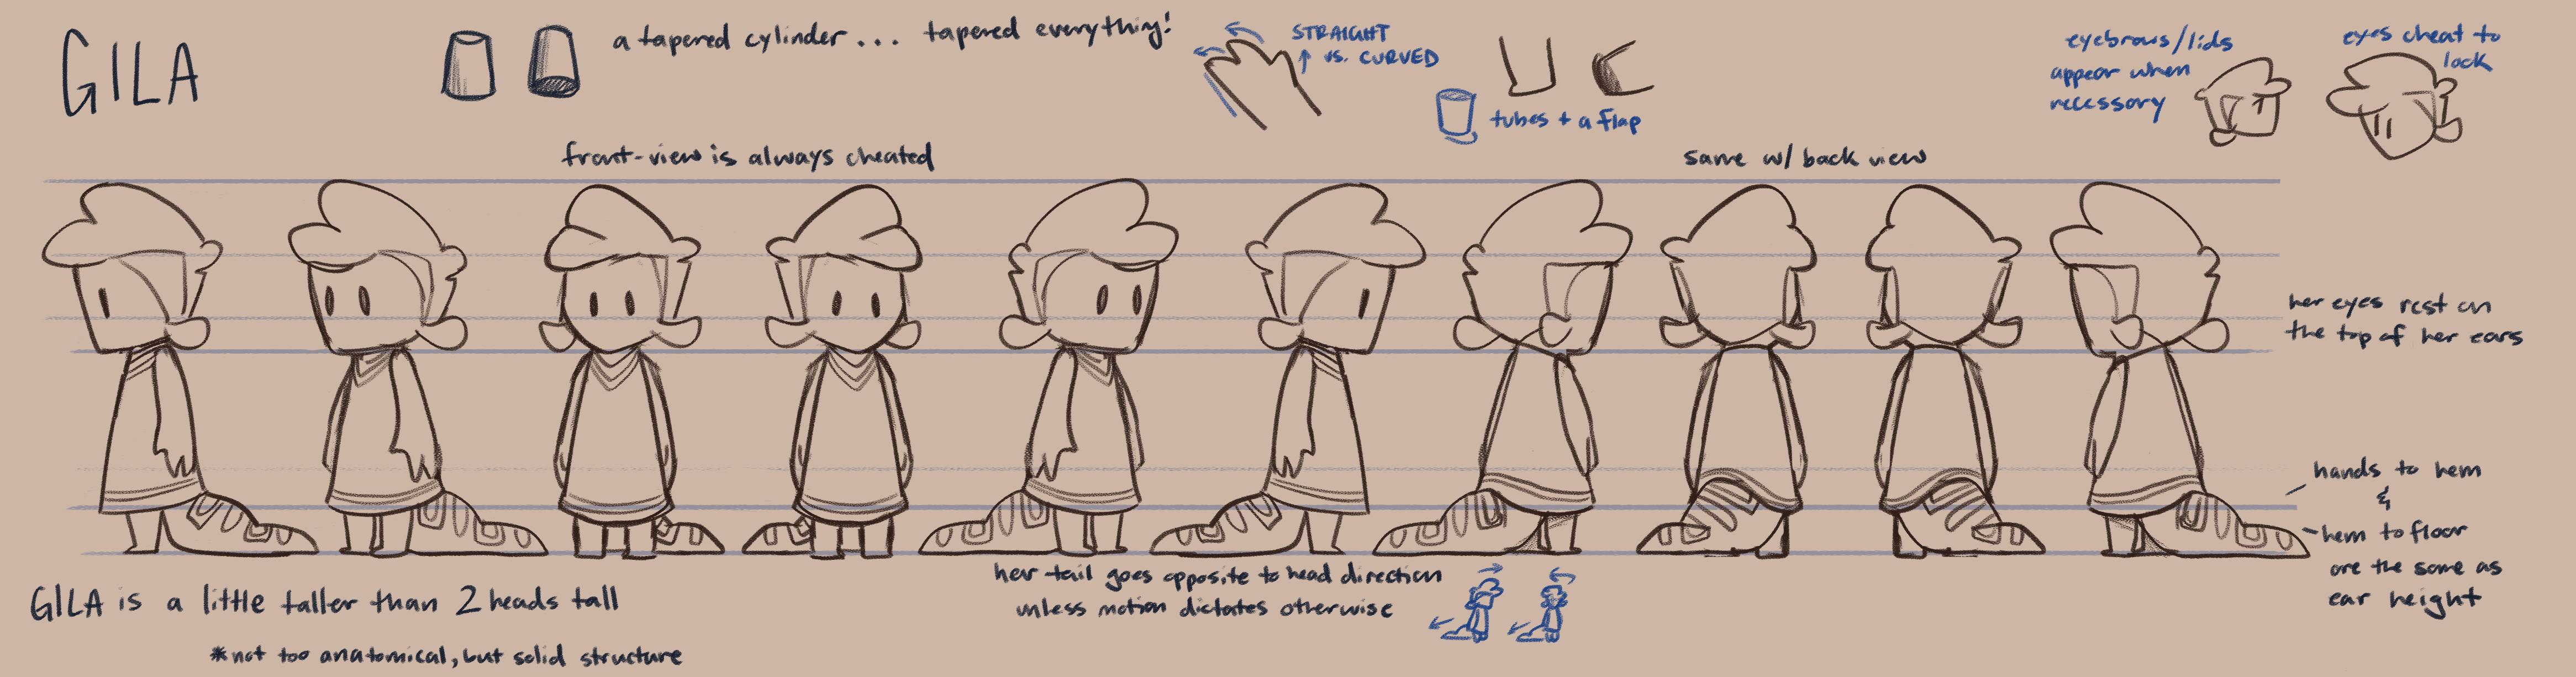 GILA
a tapered cylinder... tapered everything!
STRAIGHT
vs. CURVED
tubes + a flap
eyebrows/lids
appear when
necessary
eyes cheat to
look
front-view is always cheated
same w/ back view
her eyes rest on
the top of her ears
hands to hem
&
hem to floor
are the same as
ear height
her tail goes opposite to head direction
unless motion dictates otherwise
GILA is a little taller than 2 heads tall
*not too anatomical, but solid structure